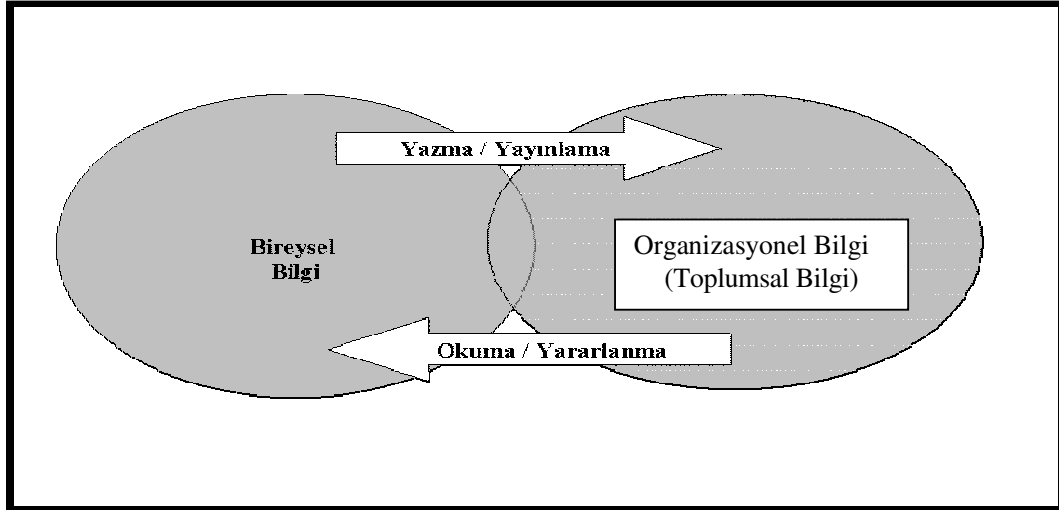 Yazma / Yayınlama
Bireysel
Bilgi
Organizasyonel Bilgi
(Toplumsal Bilgi)
Okuma / Yararlanma